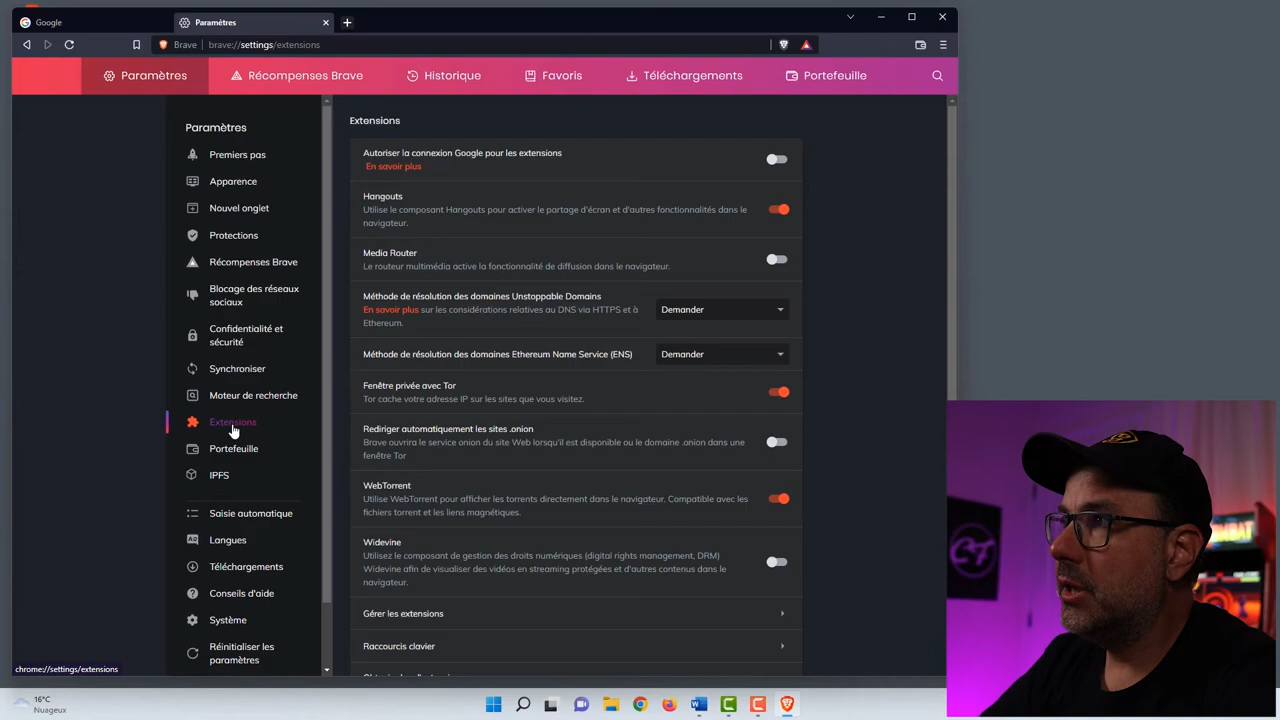 Google
Paramètres
Brave
brave://settings/extensions
Paramètres
Récompenses Brave
Historique
Favoris
Téléchargements
Portefeuille
Paramètres
Premiers pas
Apparence
Nouvel onglet
Protections
Récompenses Brave
Blocage des réseaux
sociaux
Confidentialité et
sécurité
Synchroniser
Moteur de recherche
Extensions
Portefeuille
IPFS
Saisie automatique
Langues
Téléchargements
Conseils d'aide
Système
Réinitialiser les
paramètres
Extensions
Autoriser la connexion Google pour les extensions
En savoir plus
Hangouts
Utilise le composant Hangouts pour activer le partage d'écran et d'autres fonctionnalités dans le
navigateur.
Media Router
Le routeur multimédia active la fonctionnalité de diffusion dans le navigateur.
Méthode de résolution des domaines Unstoppable Domains
En savoir plus sur les considérations relatives au DNS via HTTPS et à
Ethereum.
Demander
Méthode de résolution des domaines Ethereum Name Service (ENS)
Demander
Fenêtre privée avec Tor
Tor cache votre adresse IP sur les sites que vous visitez.
Rediriger automatiquement les sites .onion
Brave ouvrira le service onion du site Web lorsqu'il est disponible ou le domaine .onion dans une
fenêtre Tor
WebTorrent
Utilise WebTorrent pour afficher les torrents directement dans le navigateur. Compatible avec les
fichiers torrent et les liens magnétiques.
Widevine
Utilisez le composant de gestion des droits numériques (digital rights management, DRM)
Widevine afin de visualiser des vidéos en streaming protégées et d'autres contenus dans le
navigateur.
Gérer les extensions
Raccourcis clavier
chrome://settings/extensions
16°C
Nuageux